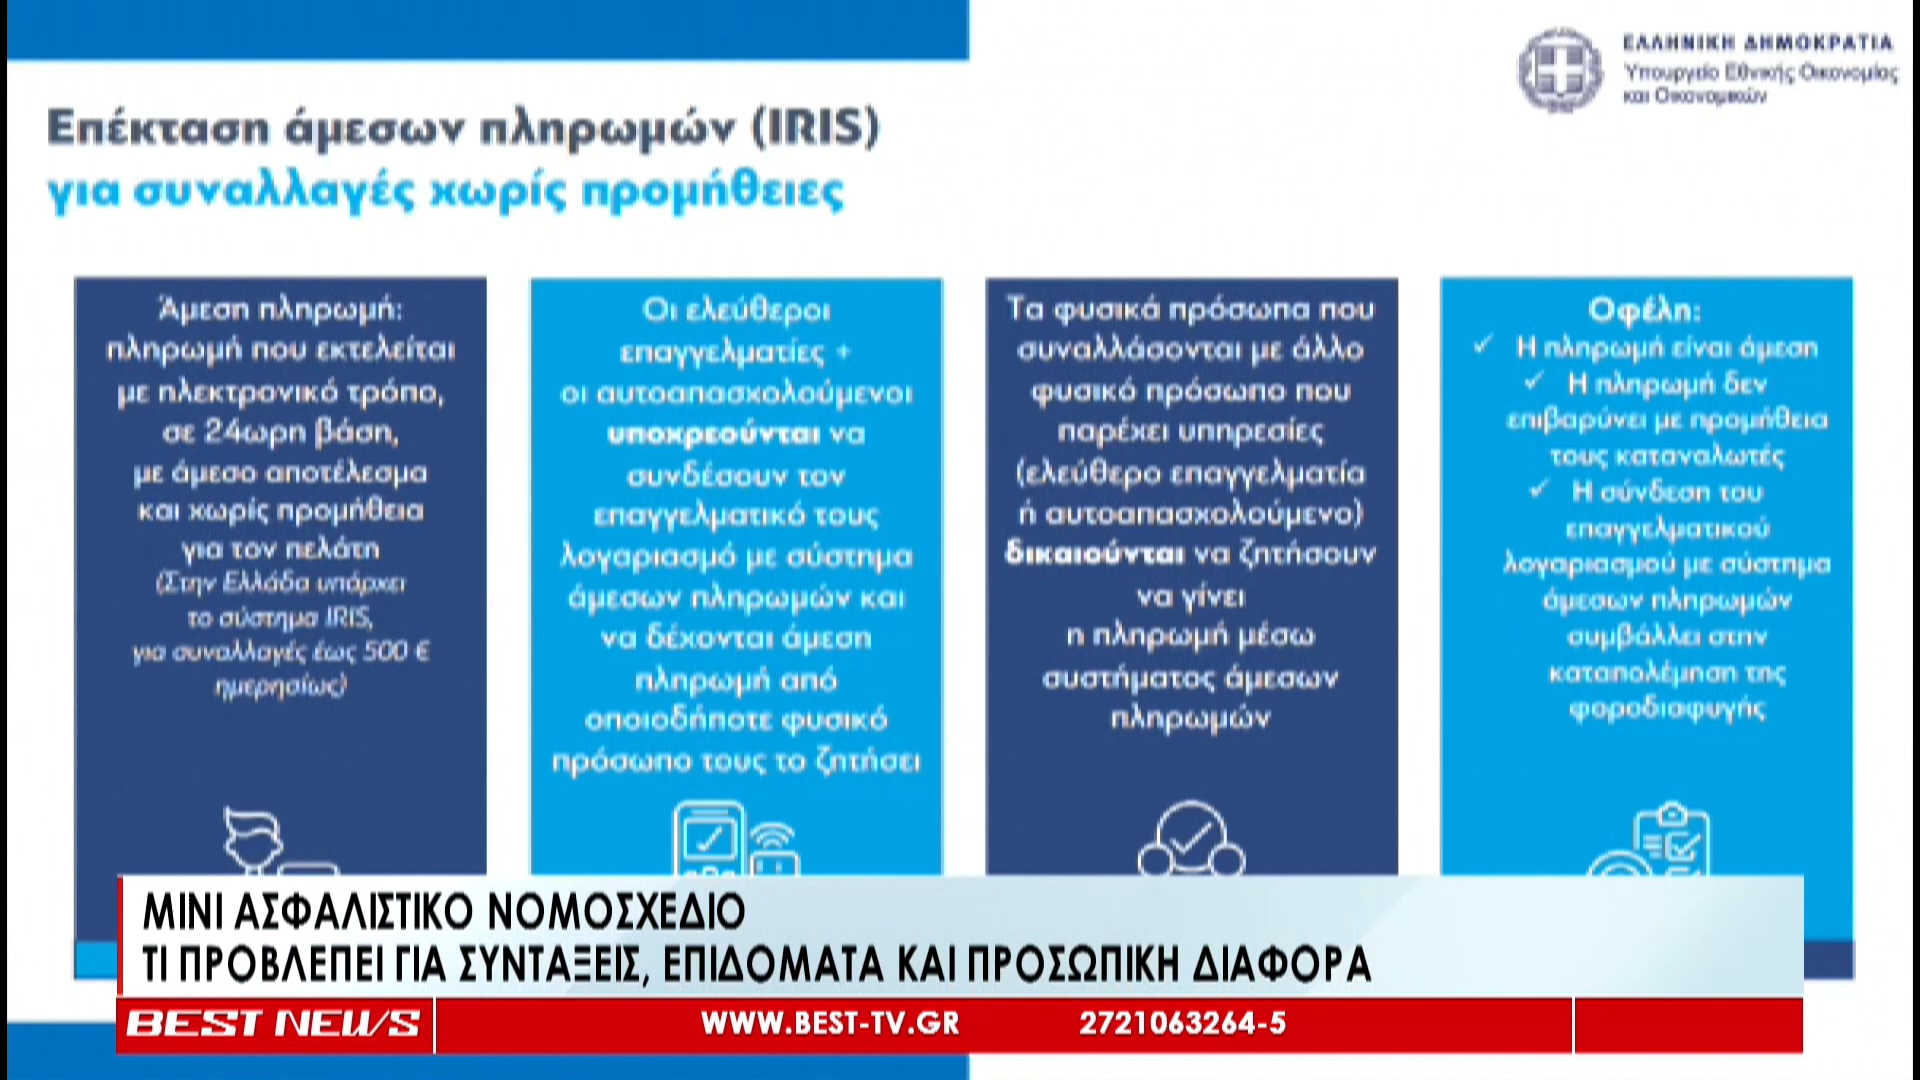 ΕΛΛΗΝΙΚΗ ΔΗΜΟΚΡΑΤΙΑ
Υπουργείο Εθνικής Οικονομίας
και Οικονομικών
Επέκταση άμεσων πληρωμών (IRIS)
για συναλλαγές χωρίς προμήθειες
Άμεση πληρωμή:
πληρωμή που εκτελείται
με ηλεκτρονικό τρόπο,
σε 24ωρη βάση,
με άμεσο αποτέλεσμα
και χωρίς προμήθεια
για τον πελάτη
(Στην Ελλάδα υπάρχει
το σύστημα IRIS,
για συναλλαγές έως 500 €
ημερησίως)
Οι ελεύθεροι
επαγγελματίες +
οι αυτοαπασχολούμενοι
υποχρεούνται να
συνδέσουν τον
επαγγελματικό τους
λογαριασμό με σύστημα
άμεσων πληρωμών και
να δέχονται άμεση
πληρωμή από
οποιοδήποτε φυσικό
πρόσωπο τους το ζητήσει
Τα φυσικά πρόσωπα που
συναλλάσονται με άλλο
φυσικό πρόσωπο που
παρέχει υπηρεσίες
(ελεύθερο επαγγελματία
ή αυτοαπασχολούμενο)
δικαιούνται να ζητήσουν
να γίνει
η πληρωμή μέσω
συστήματος άμεσων
πληρωμών
Οφέλη:
✓ Η πληρωμή είναι άμεση
✓ Η πληρωμή δεν
επιβαρύνει με προμήθεια
τους καταναλωτές
✓ Η σύνδεση του
επαγγελματικού
λογαριασμού με σύστημα
άμεσων πληρωμών
συμβάλλει στην
καταπολέμηση της
φοροδιαφυγής
ΜΙΝΙ ΑΣΦΑΛΙΣΤΙΚΟ ΝΟΜΟΣΧΕΔΙΟ
ΤΙ ΠΡΟΒΛΕΠΕΙ ΓΙΑ ΣΥΝΤΑΞΕΙΣ, ΕΠΙΔΟΜΑΤΑ ΚΑΙ ΠΡΟΣΩΠΙΚΗ ΔΙΑΦΟΡΑ
BEST NEWS
WWW.BEST-TV.GR 2721063264-5